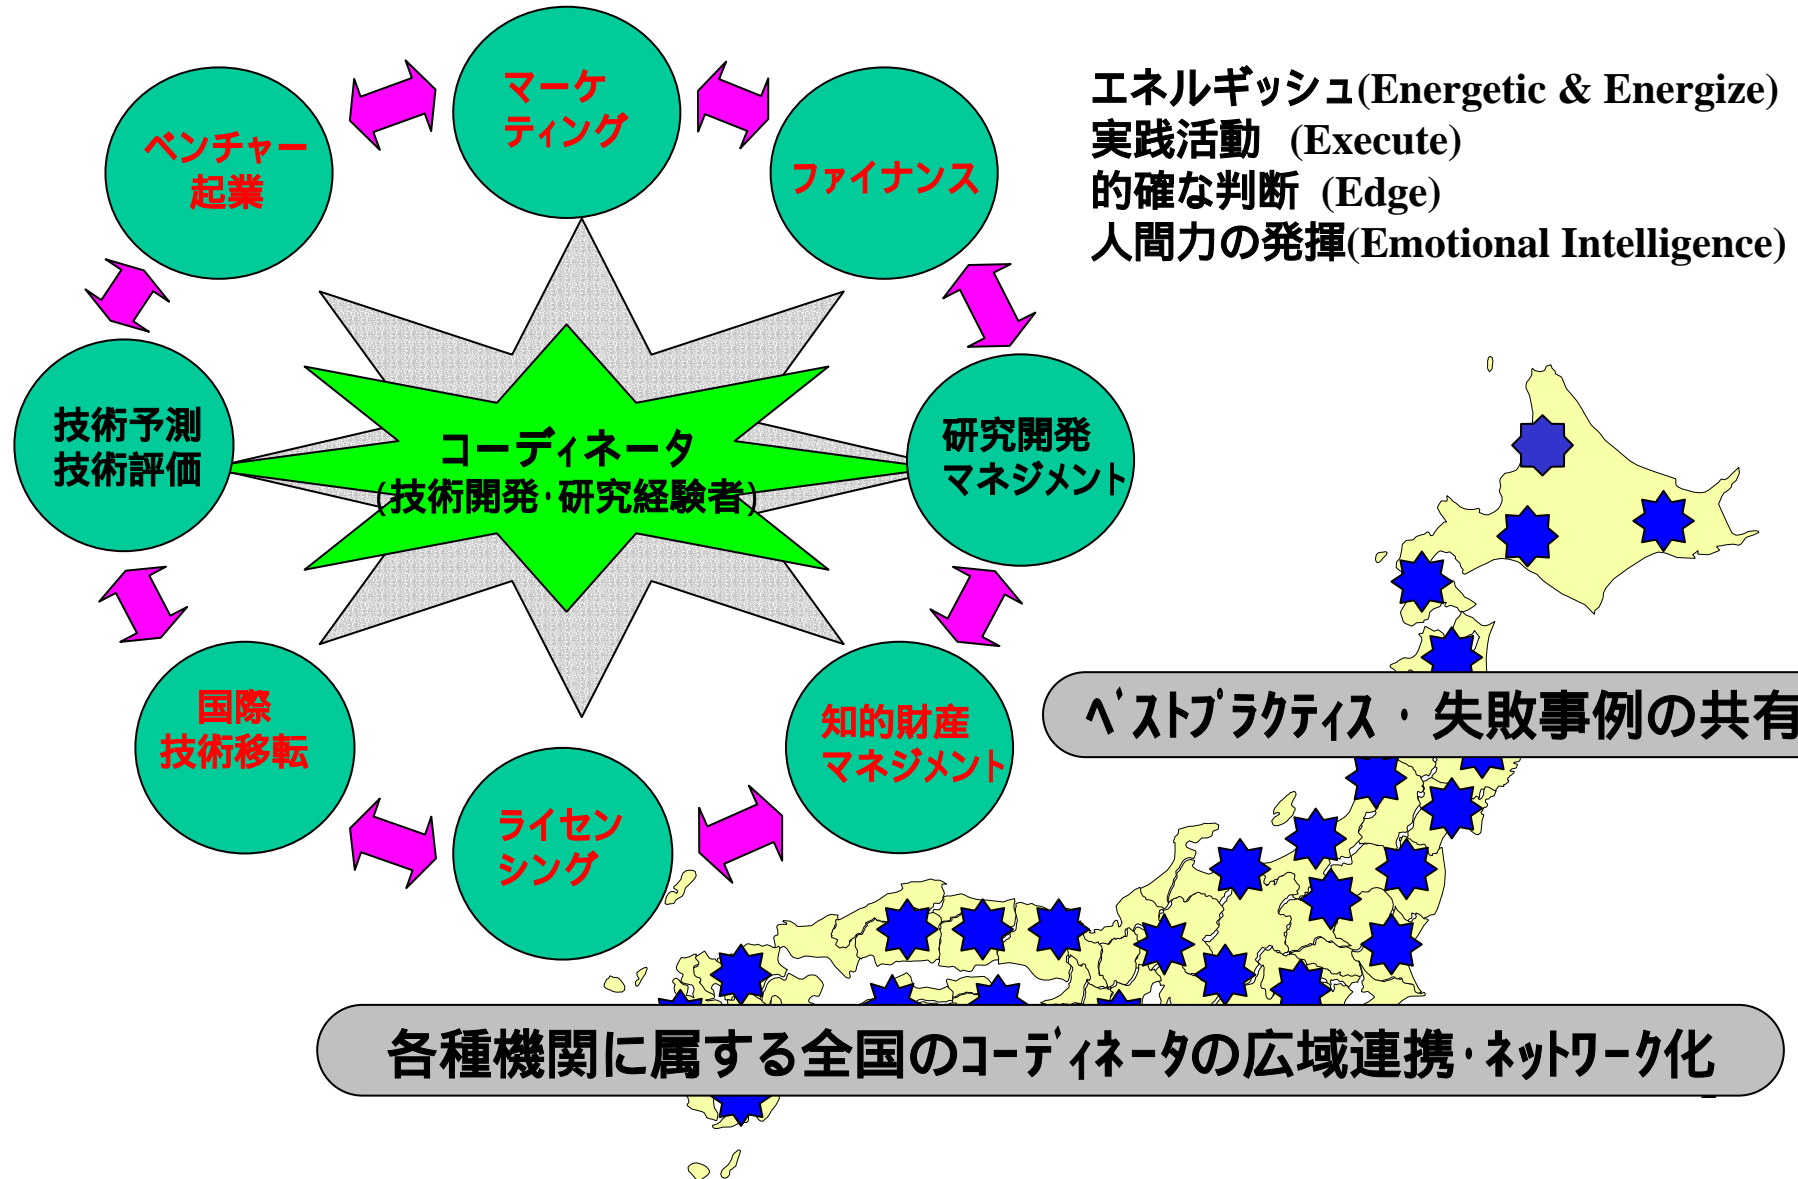 マーケ
ティング
ベンチャー
起業
ファイナンス
エネルギッシュ(Energetic & Energize)
実践活動 (Execute)
的確な判断 (Edge)
人間力の発揮(Emotional Intelligence)
技術予測
技術評価
コーディネータ
(技術開発・研究経験者)
研究開発
マネジメント
国際
技術移転
知的財産
マネジメント
ライセン
シング
ﾍﾞｽﾄﾌﾟﾗｸﾃｨｽ・失敗事例の共有
各種機関に属する全国のｺｰﾃﾞｨﾈｰﾀの広域連携・ﾈｯﾄﾜｰｸ化